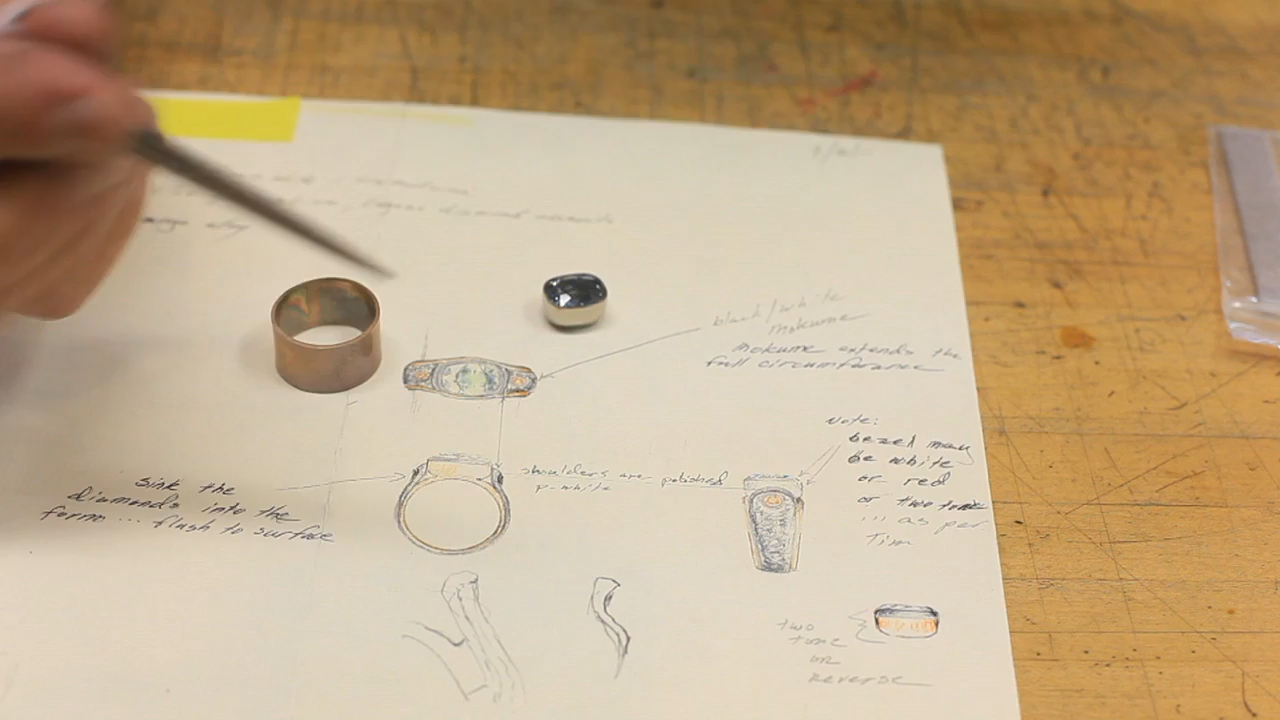 diamond accents
black/white
mokume
mokume extends the
full circumference
Note:
bezel may
be white
or red
or two tone
... as per
Tim
shoulders are polished
p-white
sink the
diamonds into the
form ... flush to surface
two
tone
or
reverse